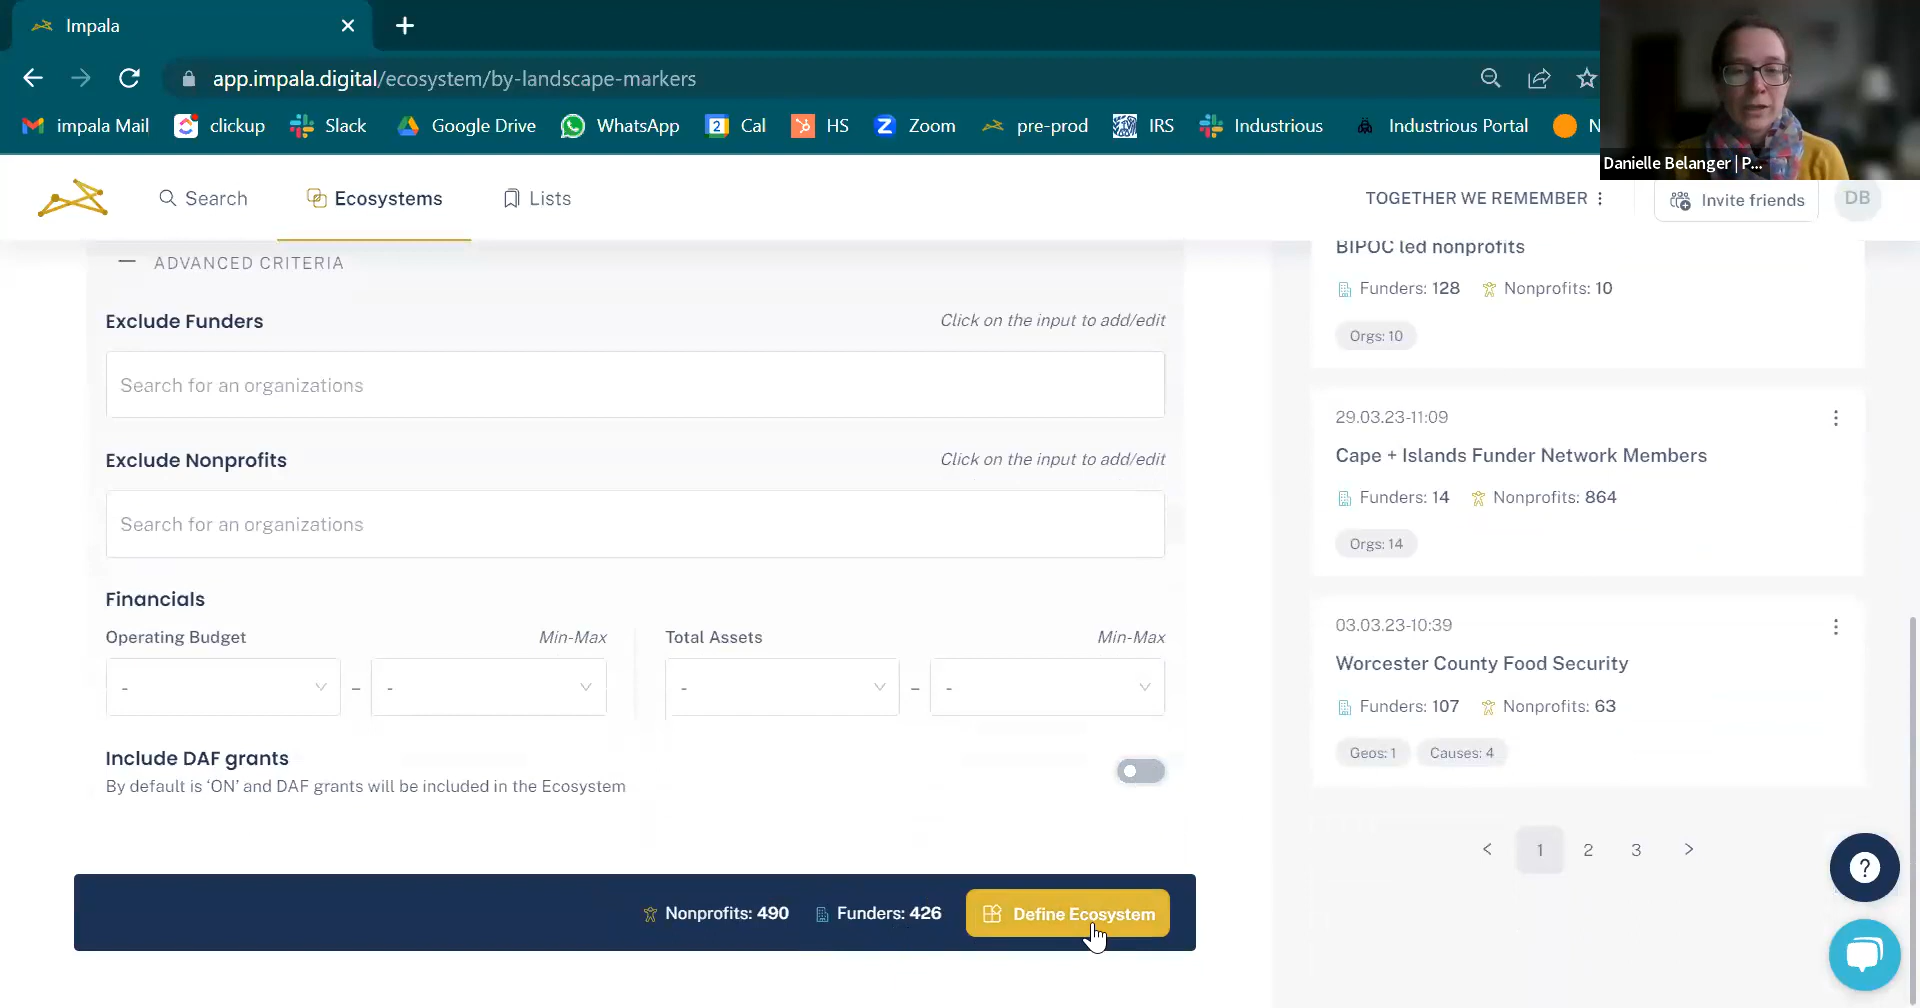 Impala
app.impala.digital/ecosystem/by-landscape-markers
impala Mail
clickup
Slack
Google Drive
WhatsApp
2
Cal
HS
Zoom
pre-prod
IRS
Industrious
Industrious Portal
N
Danielle Belanger | P...
Search
Ecosystems
Lists
TOGETHER WE REMEMBER
Invite friends
DB
ADVANCED CRITERIA
Exclude Funders
Click on the input to add/edit
Search for an organizations
Exclude Nonprofits
Click on the input to add/edit
Search for an organizations
Financials
Operating Budget
Min-Max
Total Assets
Min-Max
-
–
-
-
–
-
Include DAF grants
By default is ‘ON’ and DAF grants will be included in the Ecosystem
Nonprofits: 490
Funders: 426
Define Ecosystem
BIPOC led nonprofits
Funders: 128
Nonprofits: 10
Orgs: 10
29.03.23-11:09
Cape + Islands Funder Network Members
Funders: 14
Nonprofits: 864
Orgs: 14
03.03.23-10:39
Worcester County Food Security
Funders: 107
Nonprofits: 63
Geos: 1
Causes: 4
< 1 2 3 >
?